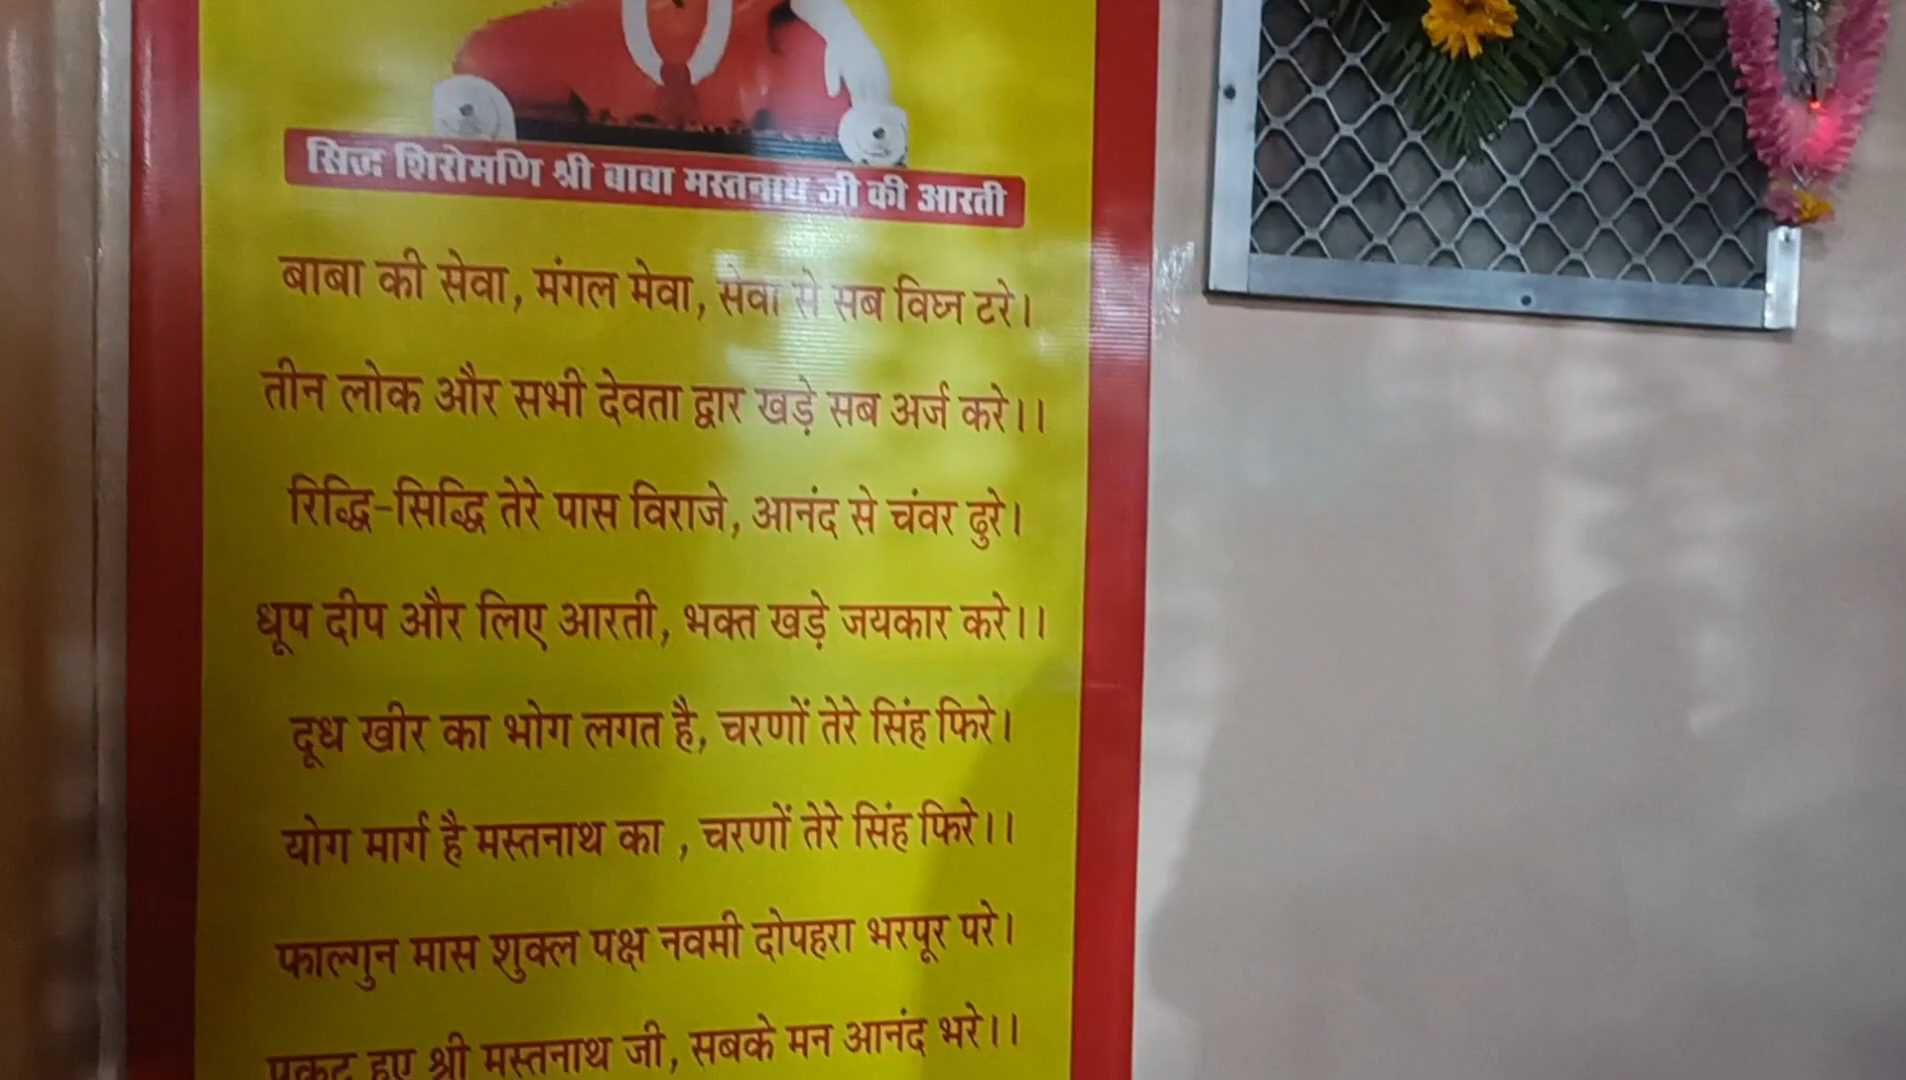 सिद्ध शिरोमणि श्री बाबा मस्तनाथ जी की आरती
बाबा की सेवा, मंगल मेवा, सेवा से सब विघ्न टरे।
तीन लोक और सभी देवता द्वार खड़े सब अर्ज करे।।
रिद्धि-सिद्धि तेरे पास विराजे, आनंद से चंवर ढुरे।
धूप दीप और लिए आरती, भक्त खड़े जयकार करे।।
दूध खीर का भोग लगत है, चरणों तेरे सिंह फिरे।
योग मार्ग है मस्तनाथ का , चरणों तेरे सिंह फिरे।।
फाल्गुन मास शुक्ल पक्ष नवमी दोपहरा भरपूर परे।
प्रकट हुए श्री मस्तनाथ जी, सबके मन आनंद भरे।।